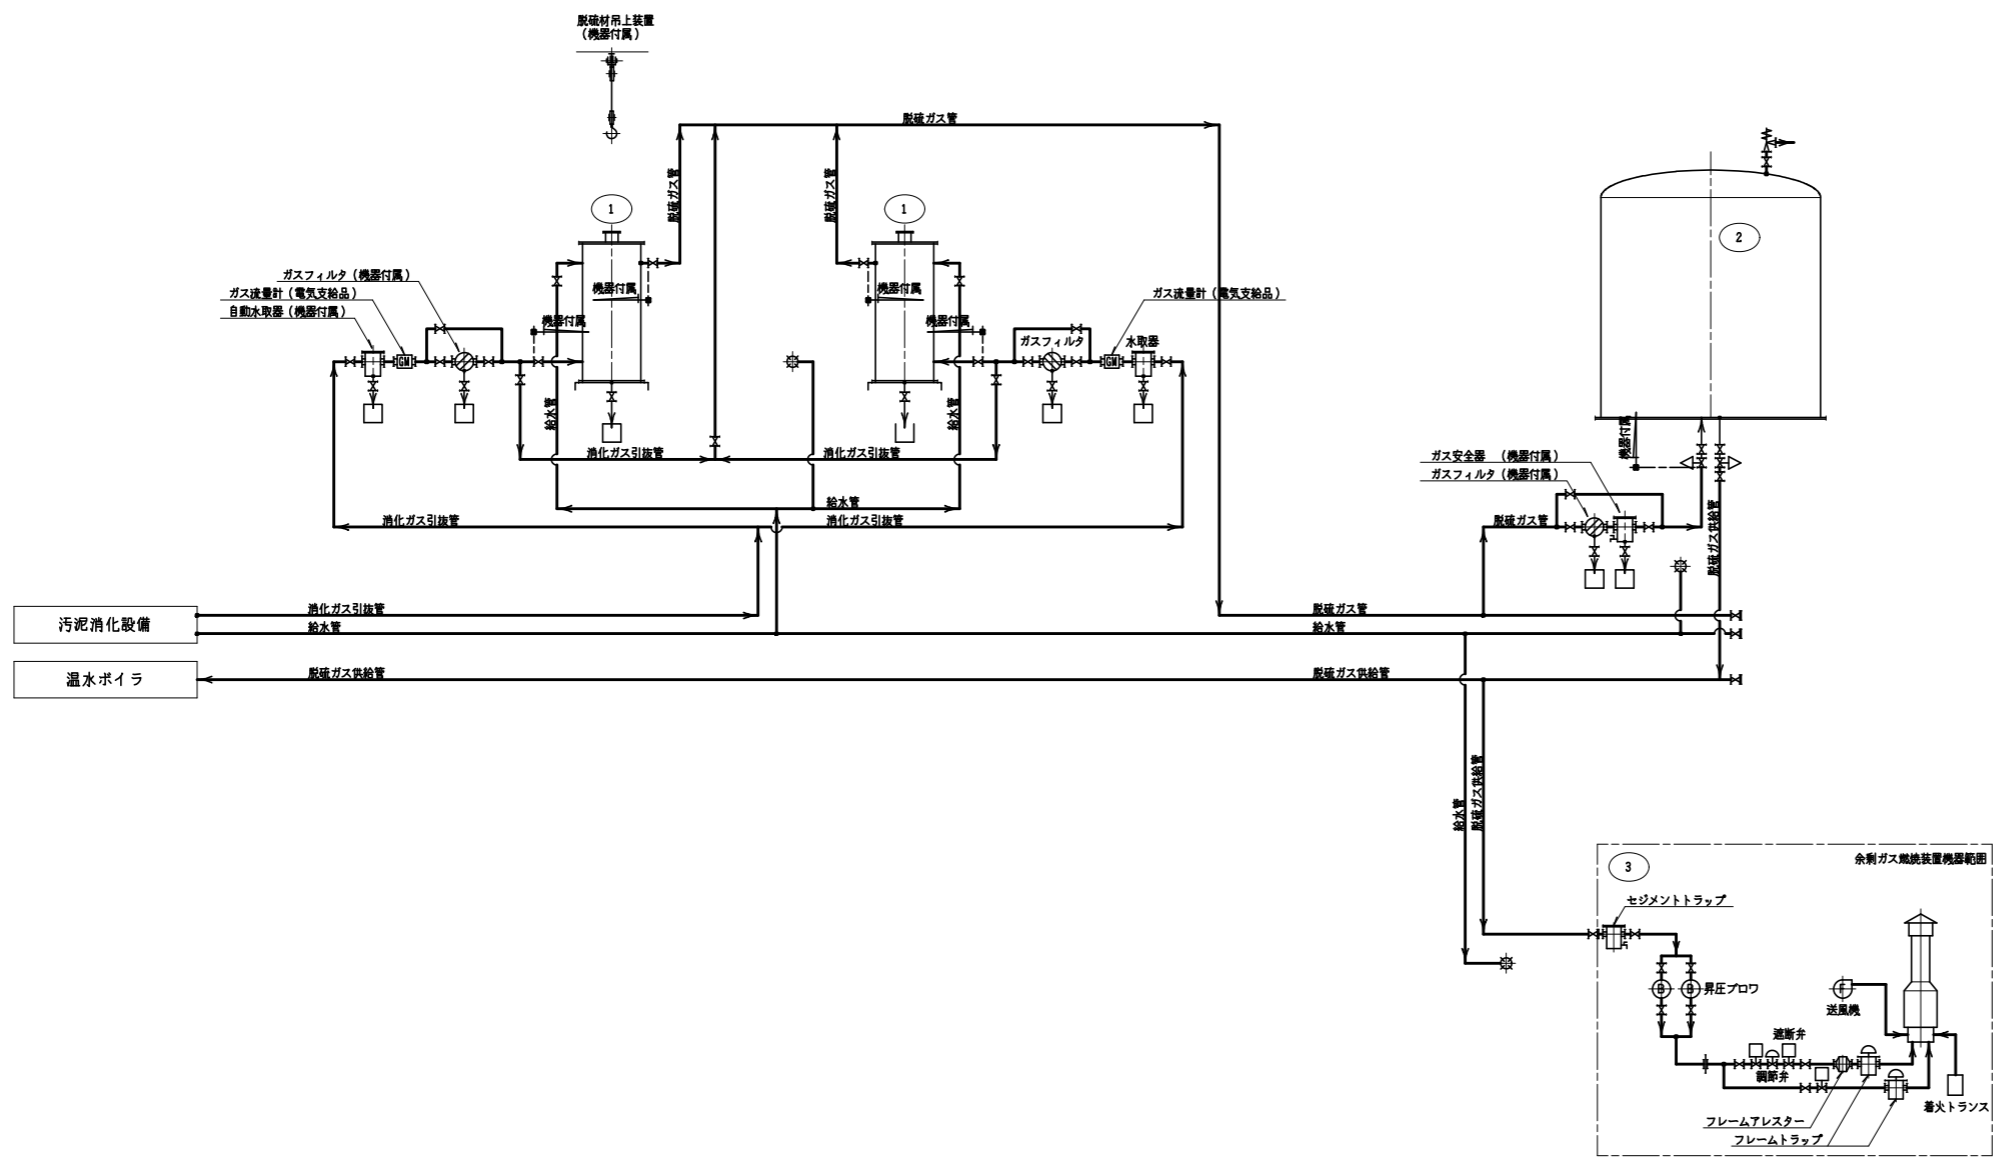 脱硫材吊上装置
（機器付属）
脱硫ガス管
脱硫ガス管
脱硫ガス管
1
1
2
ガスフィルタ（機器付属）
ガス流量計（電気支給品）
自動水取器（機器付属）
機器付属
機器付属
機器付属
機器付属
ガス流量計（電気支給品）
GM
ガスフィルタ
水取器
GM
給水管
給水管
消化ガス引抜管
消化ガス引抜管
給水管
消化ガス引抜管
消化ガス引抜管
機器付属
ガス安全器　（機器付属）
ガスフィルタ（機器付属）
脱硫ガス管
脱硫ガス供給管
汚泥消化設備
消化ガス引抜管
給水管
脱硫ガス管
給水管
温水ボイラ
脱硫ガス供給管
脱硫ガス供給管
給水管
脱硫ガス供給管
3
余剰ガス燃焼装置機器範囲
セジメントトラップ
B
B
昇圧ブロワ
F
送風機
遮断弁
調節弁
着火トランス
フレームアレスター
フレームトラップ